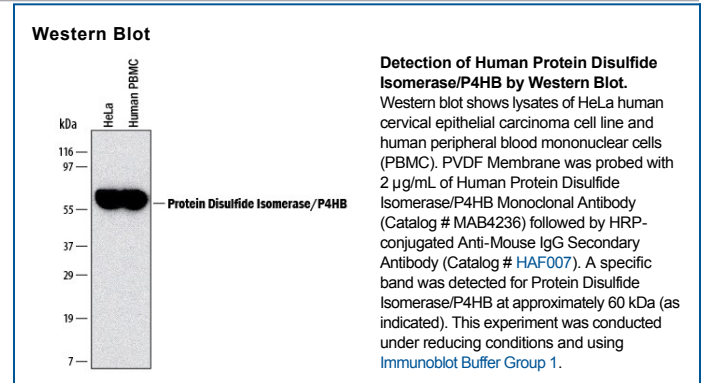 Western Blot
HeLa
Human PBMC
kDa
116
97
55
37
29
19
7
Protein Disulfide Isomerase/P4HB
Detection of Human Protein Disulfide
Isomerase/P4HB by Western Blot.
Western blot shows lysates of HeLa human
cervical epithelial carcinoma cell line and
human peripheral blood mononuclear cells
(PBMC). PVDF Membrane was probed with
2 µg/mL of Human Protein Disulfide
Isomerase/P4HB Monoclonal Antibody
(Catalog # MAB4236) followed by HRP-
conjugated Anti-Mouse IgG Secondary
Antibody (Catalog # HAF007). A specific
band was detected for Protein Disulfide
Isomerase/P4HB at approximately 60 kDa (as
indicated). This experiment was conducted
under reducing conditions and using
Immunoblot Buffer Group 1.